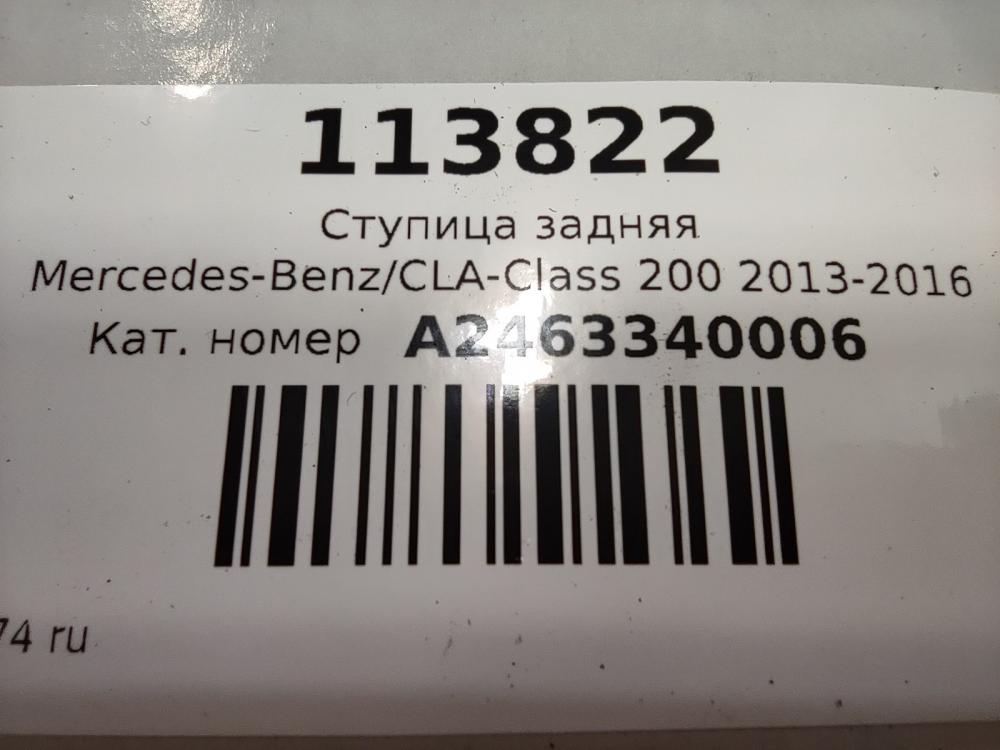 113822
Ступица задняя
Mercedes-Benz/CLA-Class 200 2013-2016
Кат. номер A2463340006
74 ru